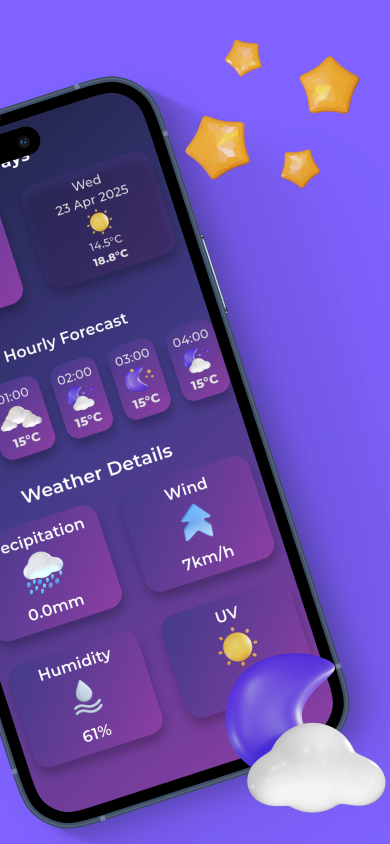 ays
Wed
23 Apr 2025
14.5°C
18.8°C
Hourly Forecast
01:00
15°C
02:00
15°C
03:00
15°C
04:00
15°C
Weather Details
ecipitation
0.0mm
Wind
7km/h
Humidity
61%
UV